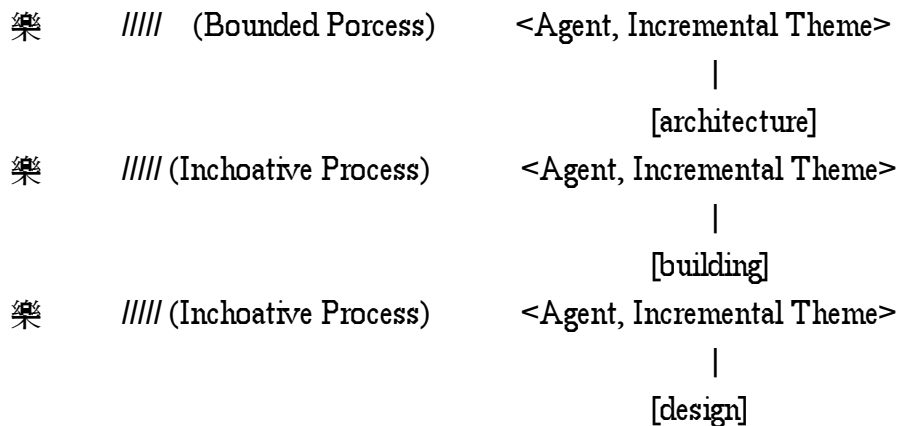 樂 ///// (Bounded Porcess) <Agent, Incremental Theme>
|
[architecture]
樂 ///// (Inchoative Process) <Agent, Incremental Theme>
|
[building]
樂 ///// (Inchoative Process) <Agent, Incremental Theme>
|
[design]